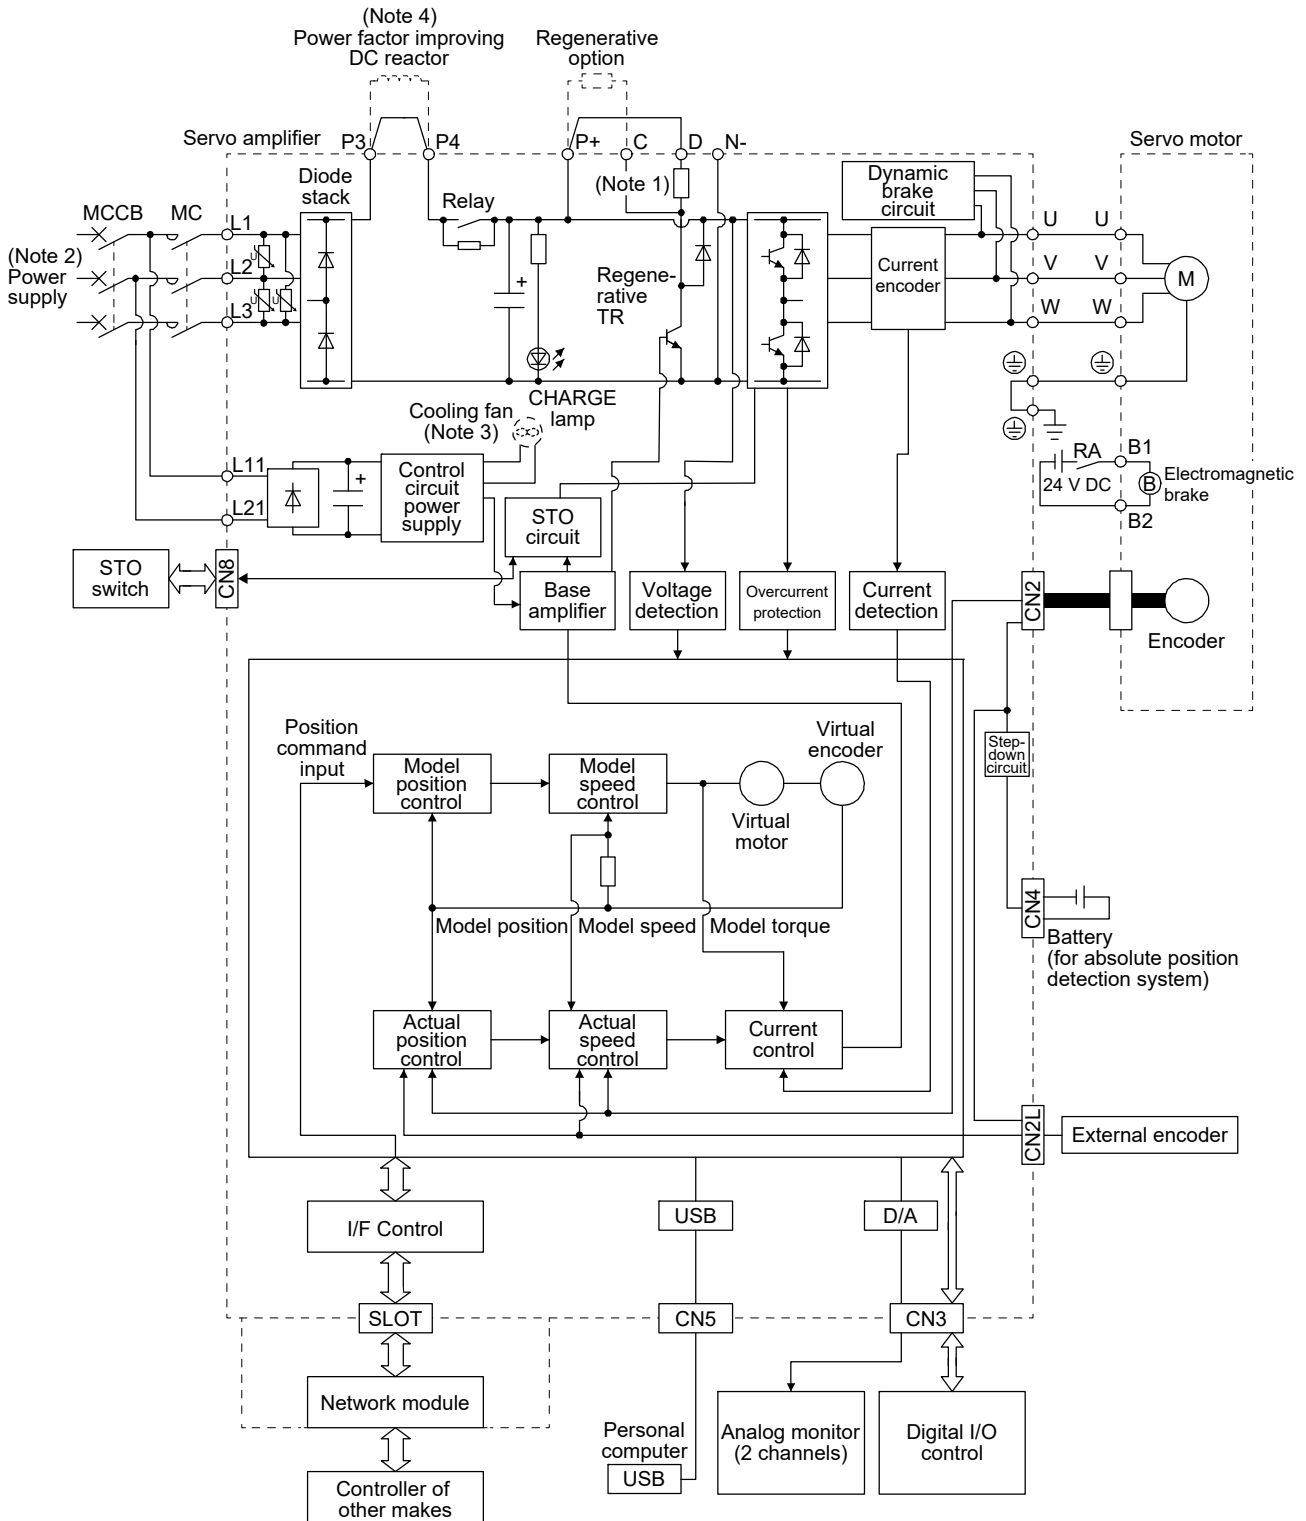 (Note 4)
Power factor improving
DC reactor
Regenerative
option
Servo amplifier
P3
P4
P+
C
D
N-
Servo motor
Diode
stack
(Note 1)
Dynamic
brake
circuit
MCCB
MC
Relay
L1
U
U
(Note 2)
Power
supply
L2
U
U
U
L3
+
Regene-
rative
TR
Current
encoder
V
V
M
W
W
CHARGE
lamp
Cooling fan
(Note 3)
L11
L21
+
Control
circuit
power
supply
STO
circuit
RA
24 V DC
B1
B
B2
Electromagnetic
brake
STO
switch
CN8
Base
amplifier
Voltage
detection
Overcurrent
protection
Current
detection
CN2
Encoder
Position
command
input
Virtual
encoder
Step-
down
circuit
Model
position
control
Model
speed
control
Virtual
motor
Model position
Model speed
Model torque
CN4
Battery
(for absolute position
detection system)
Actual
position
control
Actual
speed
control
Current
control
CN2L
External encoder
I/F Control
USB
D/A
SLOT
CN5
CN3
Network module
Personal
computer
USB
Analog monitor
(2 channels)
Digital I/O
control
Controller of
other makes